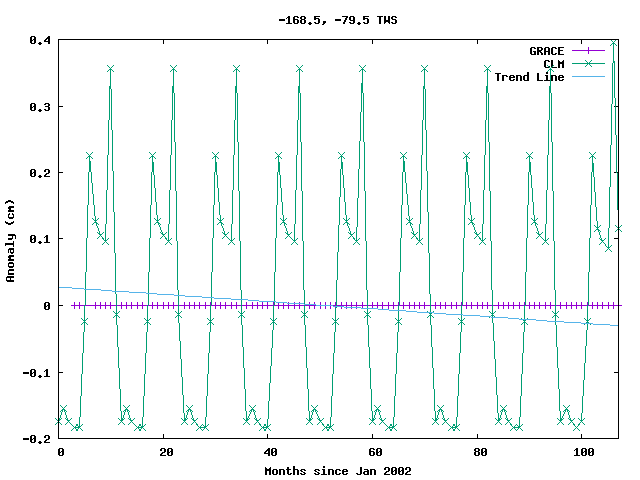 -168.5, -79.5 TWS
GRACE
CLM
Trend Line
Anomaly (cm)
0.4
0.3
0.2
0.1
0
-0.1
-0.2
0 20 40 60 80 100
Months since Jan 2002